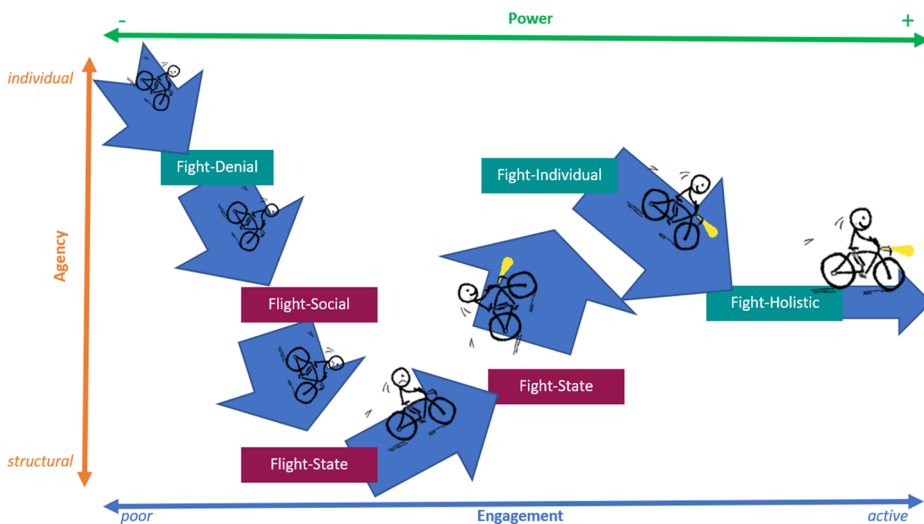 Power
-
+
individual
Fight-Denial
Fight-Individual
Agency
Flight-Social
Fight-Holistic
Fight-State
structural
Flight-State
poor
Engagement
active